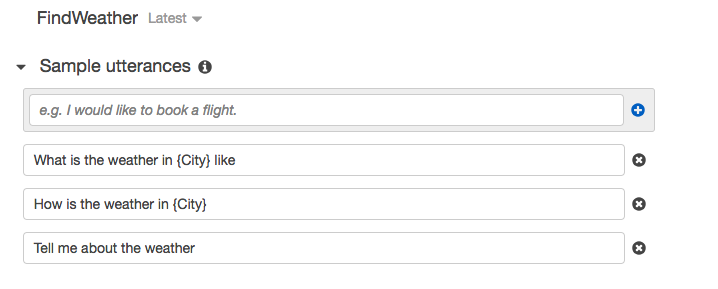 FindWeather Latest
Sample utterances
e.g. I would like to book a flight.
What is the weather in {City} like
How is the weather in {City}
Tell me about the weather